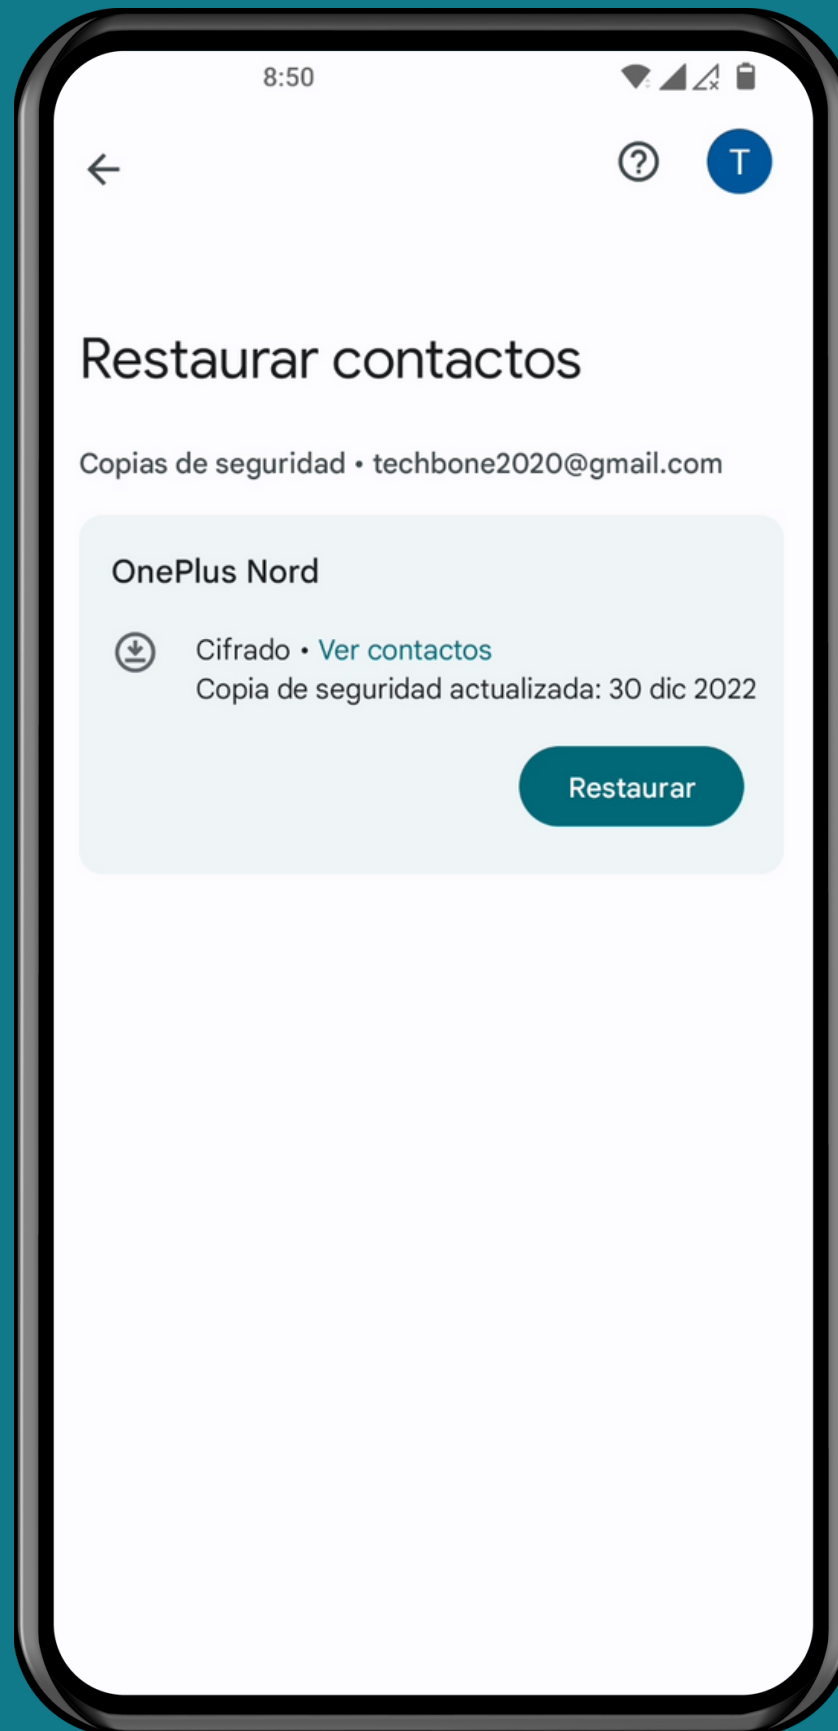 8:50
T
Restaurar contactos
Copias de seguridad • techbone2020@gmail.com
OnePlus Nord
Cifrado • Ver contactos
Copia de seguridad actualizada: 30 dic 2022
Restaurar